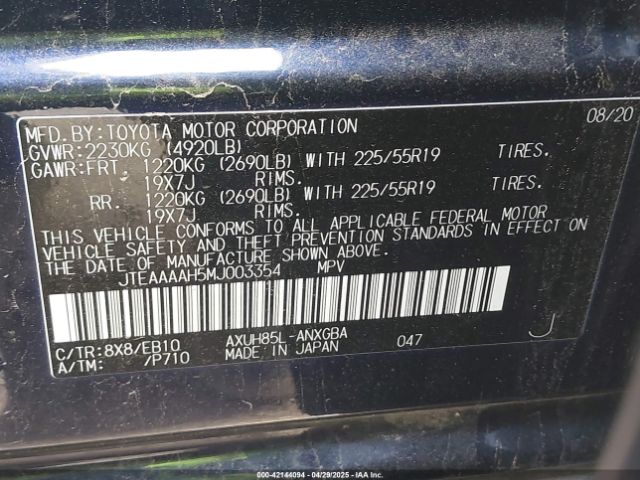 08/20
MFD.BY:TOYOTA MOTOR CORPORATION
GVWR:2230KG (4920LB)
GAWR:FRT. 1220KG (2690LB) WITH 225/55R19 TIRES.
19X7J RIMS.
RR. 1220KG (2690LB) WITH 225/55R19 TIRES.
19X7J RIMS.
THIS VEHICLE CONFORMS TO ALL APPLICABLE FEDERAL MOTOR
VEHICLE SAFETY AND THEFT PREVENTION STANDARDS IN EFFECT ON
THE DATE OF MANUFACTURE SHOWN ABOVE.
JTEAAAAH5MJ003354 MPV
C/TR:8X8/EB10 AXUH85L-ANXGBA 047 J
A/TM: /P710 MADE IN JAPAN
000-42144094 - 04/29/2025 - IAA Inc.